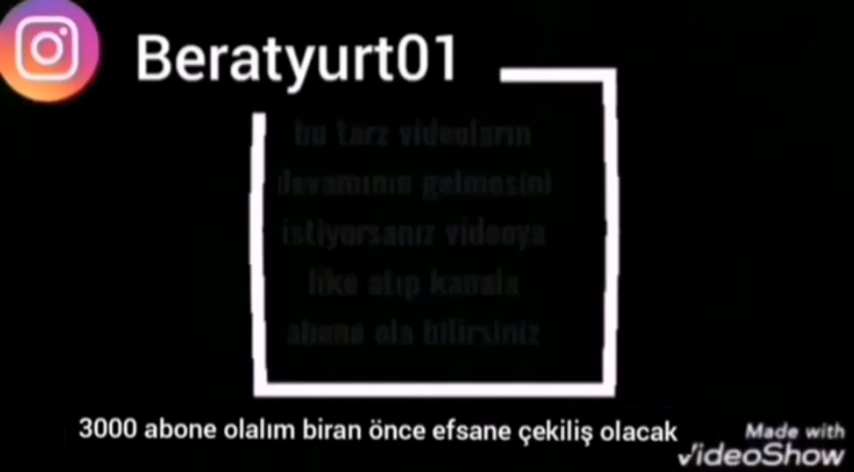 Beratyurt01
bu tarz videoların
devamının gelmesini
istiyorsanız videoya
like atıp kanala
abone ola bilirsiniz
3000 abone olalım biran önce efsane çekiliş olacak
Made with
VideoShow